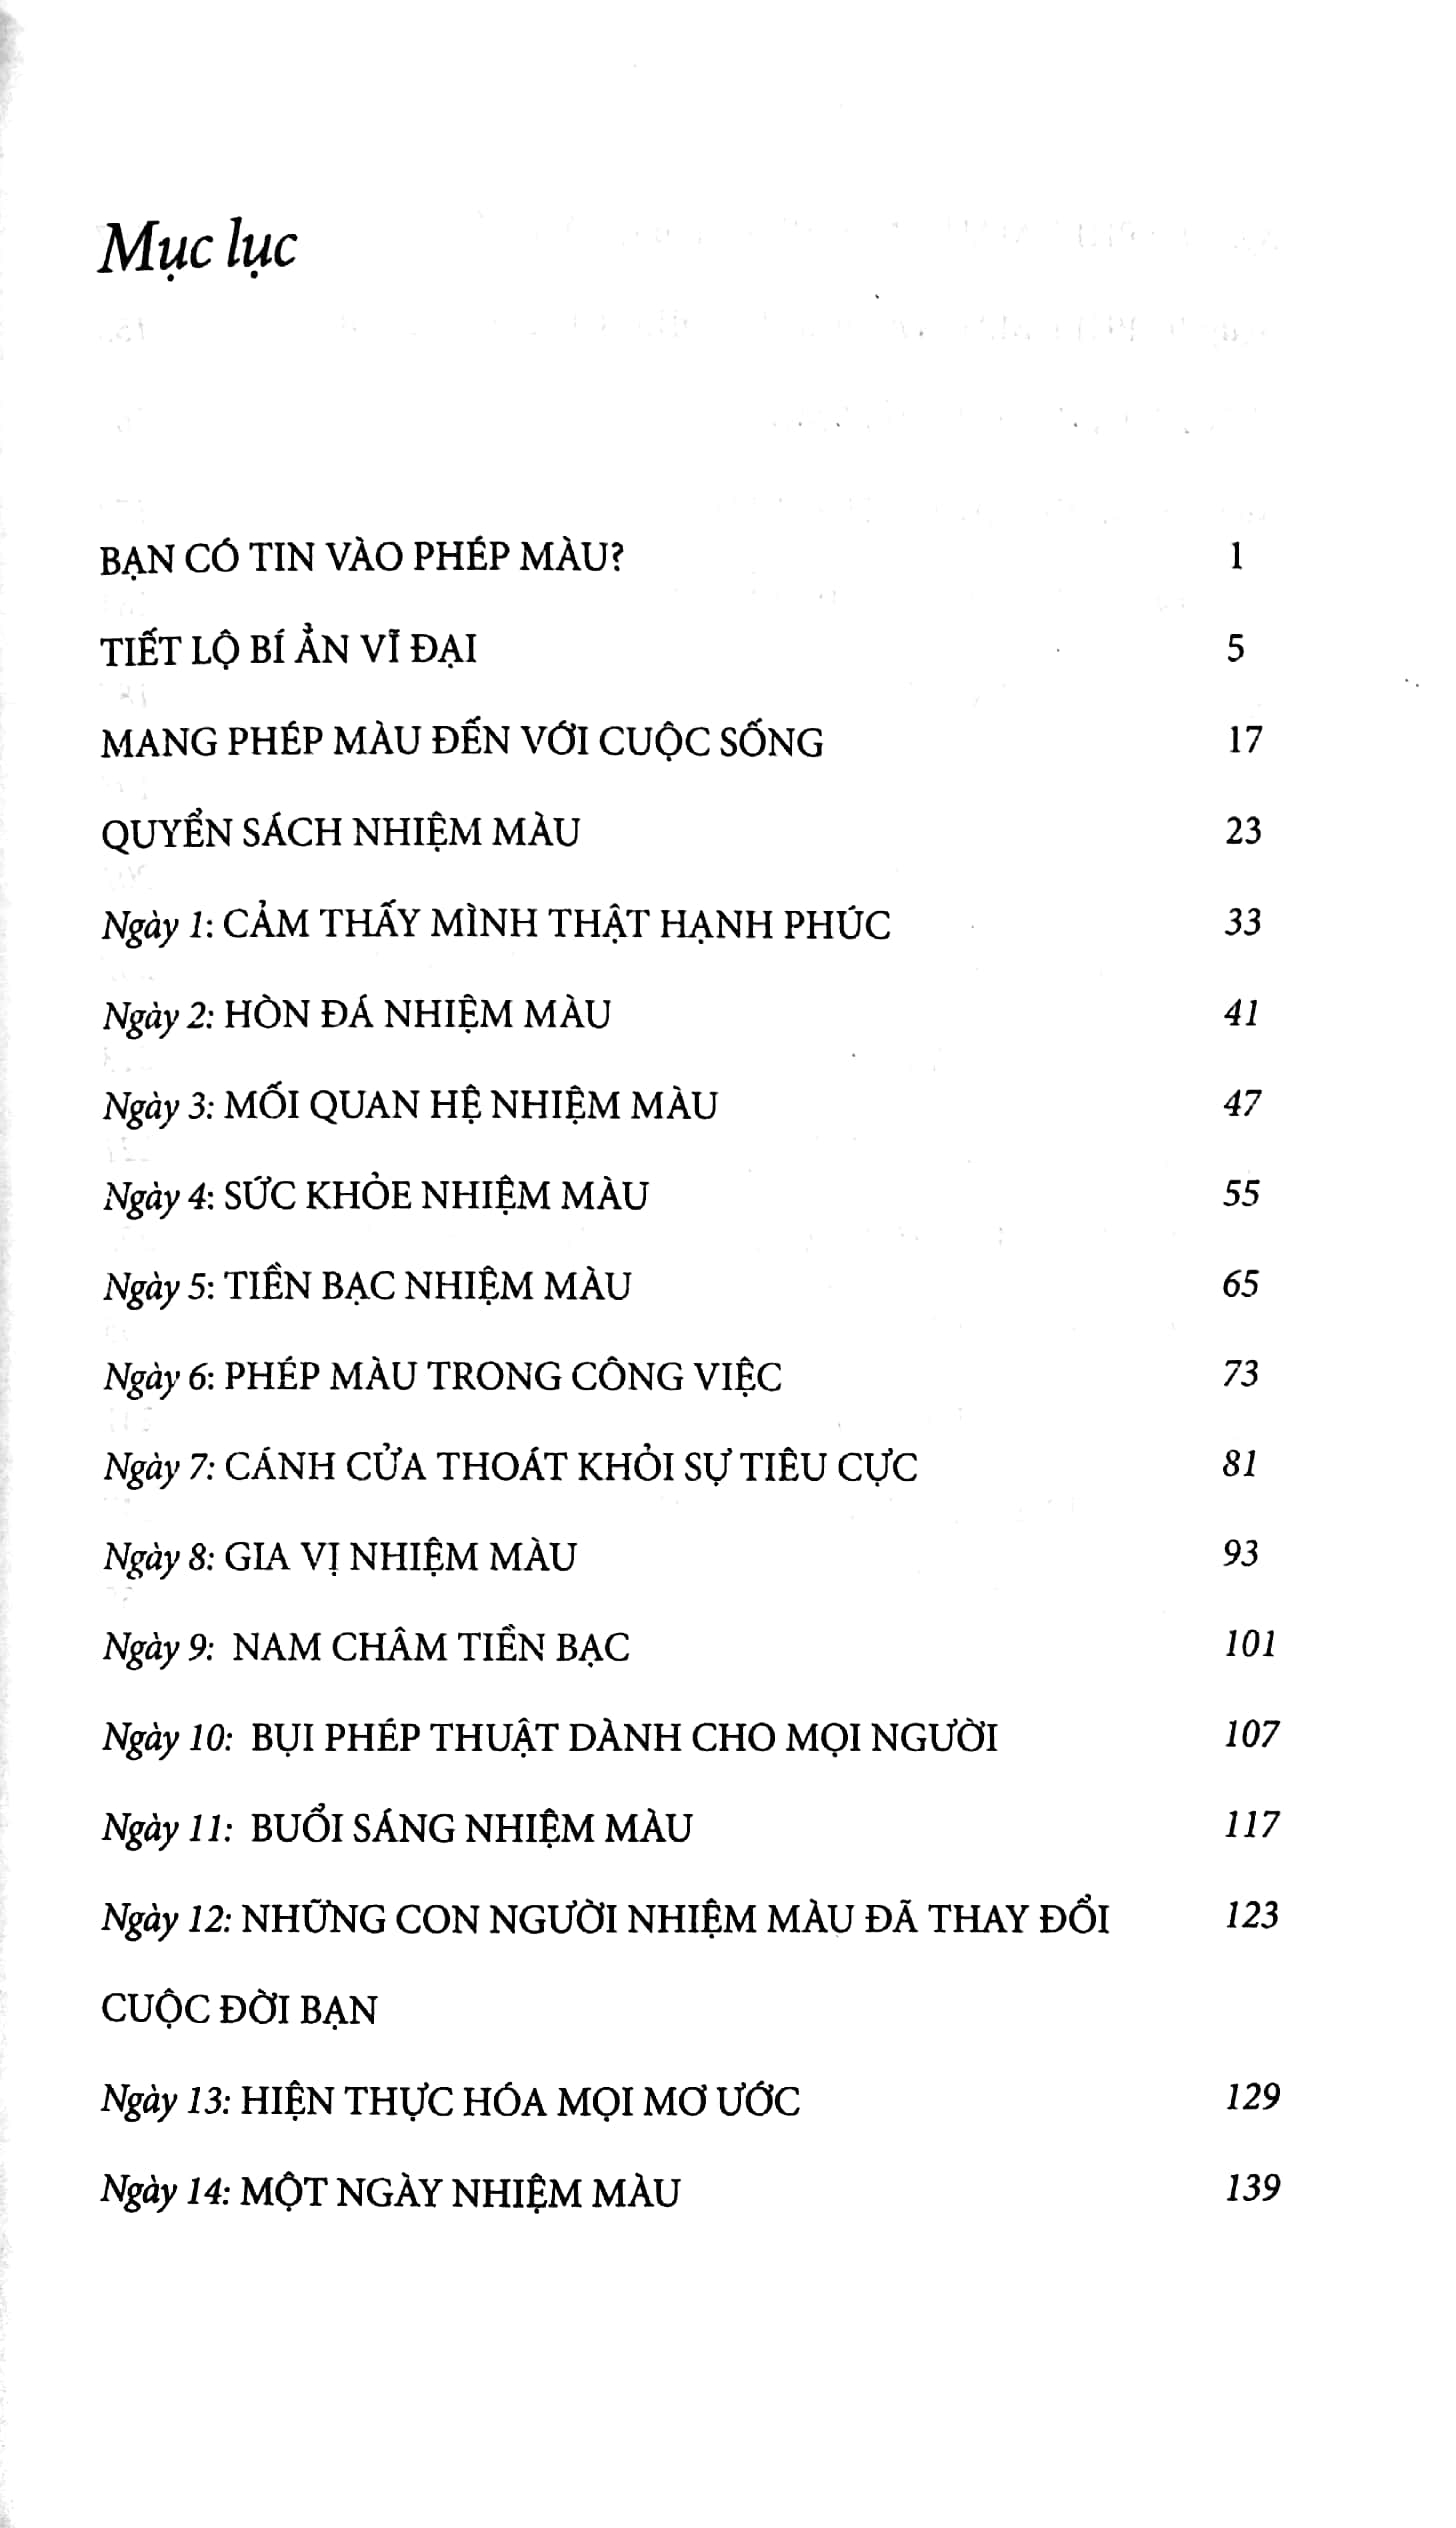 Mục lục
BẠN CÓ TIN VÀO PHÉP MÀU? 1
TIẾT LỘ BÍ ẨN VĨ ĐẠI 5
MANG PHÉP MÀU ĐẾN VỚI CUỘC SỐNG 17
QUYỂN SÁCH NHIỆM MÀU 23
Ngày 1: CẢM THẤY MÌNH THẬT HẠNH PHÚC 33
Ngày 2: HÒN ĐÁ NHIỆM MÀU 41
Ngày 3: MỐI QUAN HỆ NHIỆM MÀU 47
Ngày 4: SỨC KHỎE NHIỆM MÀU 55
Ngày 5: TIỀN BẠC NHIỆM MÀU 65
Ngày 6: PHÉP MÀU TRONG CÔNG VIỆC 73
Ngày 7: CÁNH CỬA THOÁT KHỎI SỰ TIÊU CỰC 81
Ngày 8: GIA VỊ NHIỆM MÀU 93
Ngày 9: NAM CHÂM TIỀN BẠC 101
Ngày 10: BỤI PHÉP THUẬT DÀNH CHO MỌI NGƯỜI 107
Ngày 11: BUỔI SÁNG NHIỆM MÀU 117
Ngày 12: NHỮNG CON NGƯỜI NHIỆM MÀU ĐÃ THAY ĐỔI 123
CUỘC ĐỜI BẠN
Ngày 13: HIỆN THỰC HÓA MỌI MƠ ƯỚC 129
Ngày 14: MỘT NGÀY NHIỆM MÀU 139